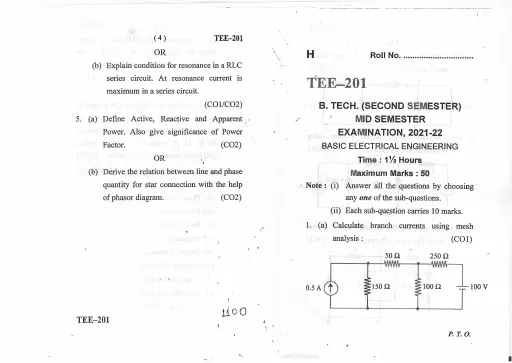 ( 4 )
TEE–201
OR
(b) Explain condition for resonance in a RLC
series circuit. At resonance current is
maximum in a series circuit.
(CO1/CO2)
5. (a) Define Active, Reactive and Apparent
Power. Also give significance of Power
Factor. (CO2)
OR
(b) Derive the relation between line and phase
quantity for star connection with the help
of phasor diagram. (CO2)
TEE–201
1100
H
Roll No. ..............................
TEE–201
B. TECH. (SECOND SEMESTER)
MID SEMESTER
EXAMINATION, 2021-22
BASIC ELECTRICAL ENGINEERING
Time : 1½ Hours
Maximum Marks : 50
Note : (i) Answer all the questions by choosing
any one of the sub-questions.
(ii) Each sub-question carries 10 marks.
1. (a) Calculate branch currents using mesh
analysis : (CO1)
50 Ω
250 Ω
0.5 A
150 Ω
100 Ω
100 V
P. T. O.